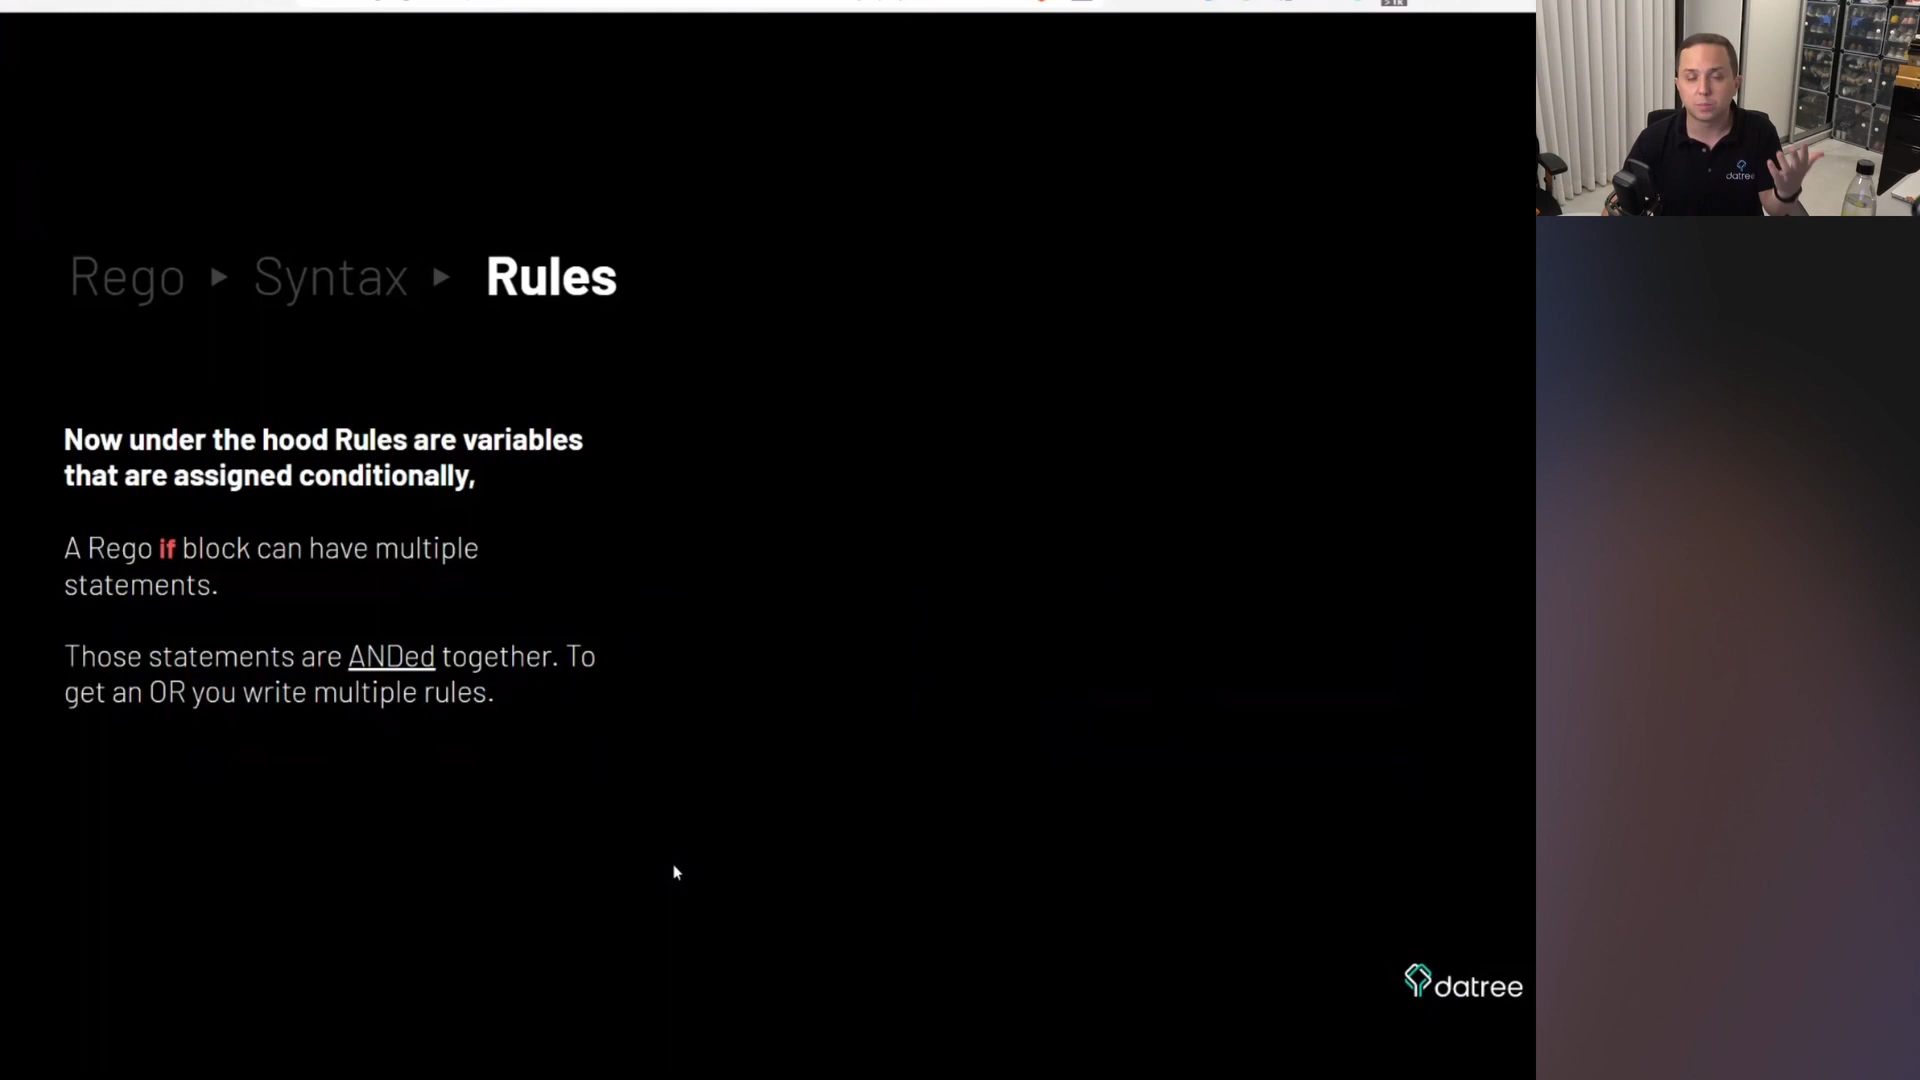 Rego ▸ Syntax ▸ Rules
Now under the hood Rules are variables
that are assigned conditionally,
A Rego if block can have multiple
statements.
Those statements are ANDed together. To
get an OR you write multiple rules.
datree
datree